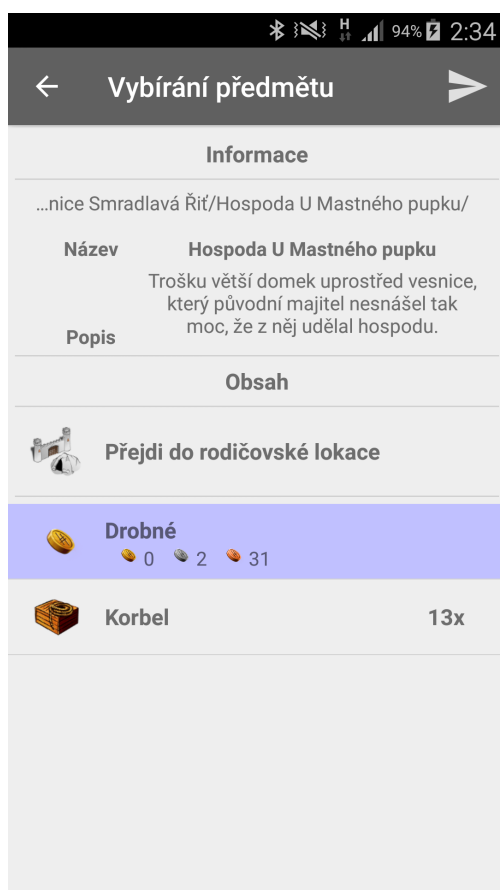 H 94% 2:34
Vybírání předmětu
Informace
...nice Smradlavá Řiť/Hospoda U Mastného pupku/
Název Hospoda U Mastného pupku
Trošku větší domek uprostřed vesnice,
který původní majitel nesnášel tak
moc, že z něj udělal hospodu.
Popis
Obsah
Přejdi do rodičovské lokace
Drobné
0 2 31
Korbel 13x